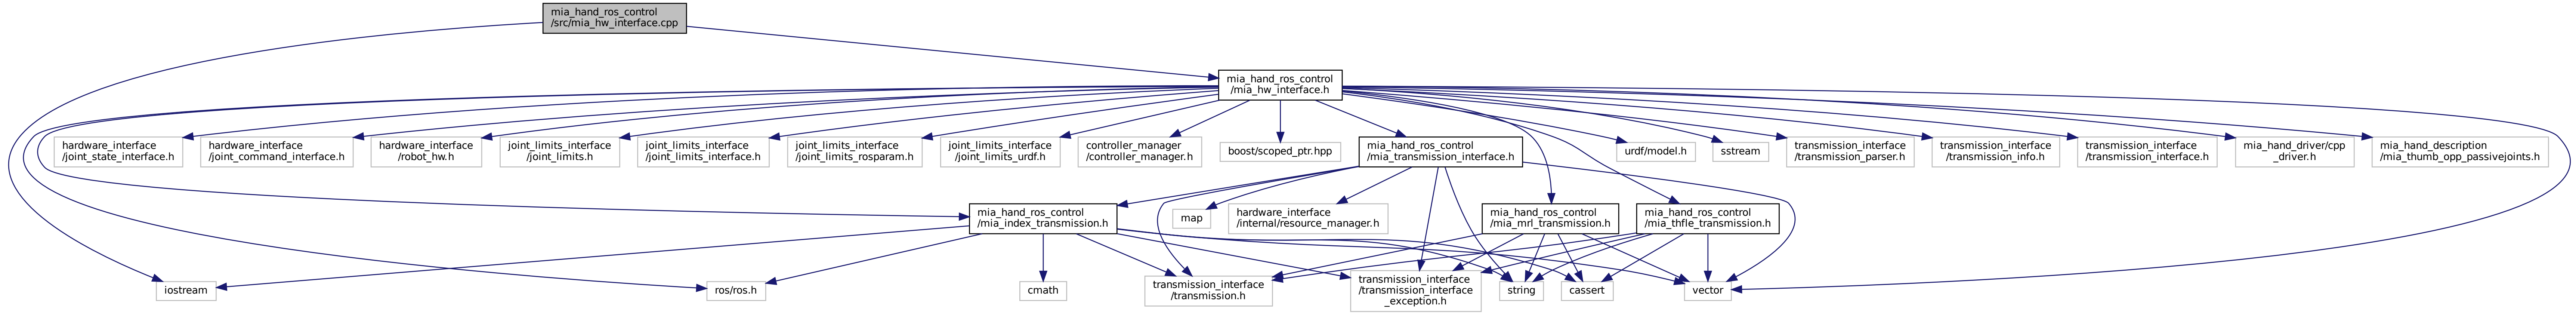 mia_hand_ros_control
/src/mia_hw_interface.cpp
mia_hand_ros_control
/mia_hw_interface.h
hardware_interface
/joint_state_interface.h
hardware_interface
/joint_command_interface.h
hardware_interface
/robot_hw.h
joint_limits_interface
/joint_limits.h
joint_limits_interface
/joint_limits_interface.h
joint_limits_interface
/joint_limits_rosparam.h
joint_limits_interface
/joint_limits_urdf.h
controller_manager
/controller_manager.h
boost/scoped_ptr.hpp
mia_hand_ros_control
/mia_transmission_interface.h
urdf/model.h
sstream
transmission_interface
/transmission_parser.h
transmission_interface
/transmission_info.h
transmission_interface
/transmission_interface.h
mia_hand_driver/cpp
_driver.h
mia_hand_description
/mia_thumb_opp_passivejoints.h
mia_hand_ros_control
/mia_index_transmission.h
map
hardware_interface
/internal/resource_manager.h
mia_hand_ros_control
/mia_mrl_transmission.h
mia_hand_ros_control
/mia_thfle_transmission.h
iostream
ros/ros.h
cmath
transmission_interface
/transmission.h
transmission_interface
/transmission_interface
_exception.h
string
cassert
vector